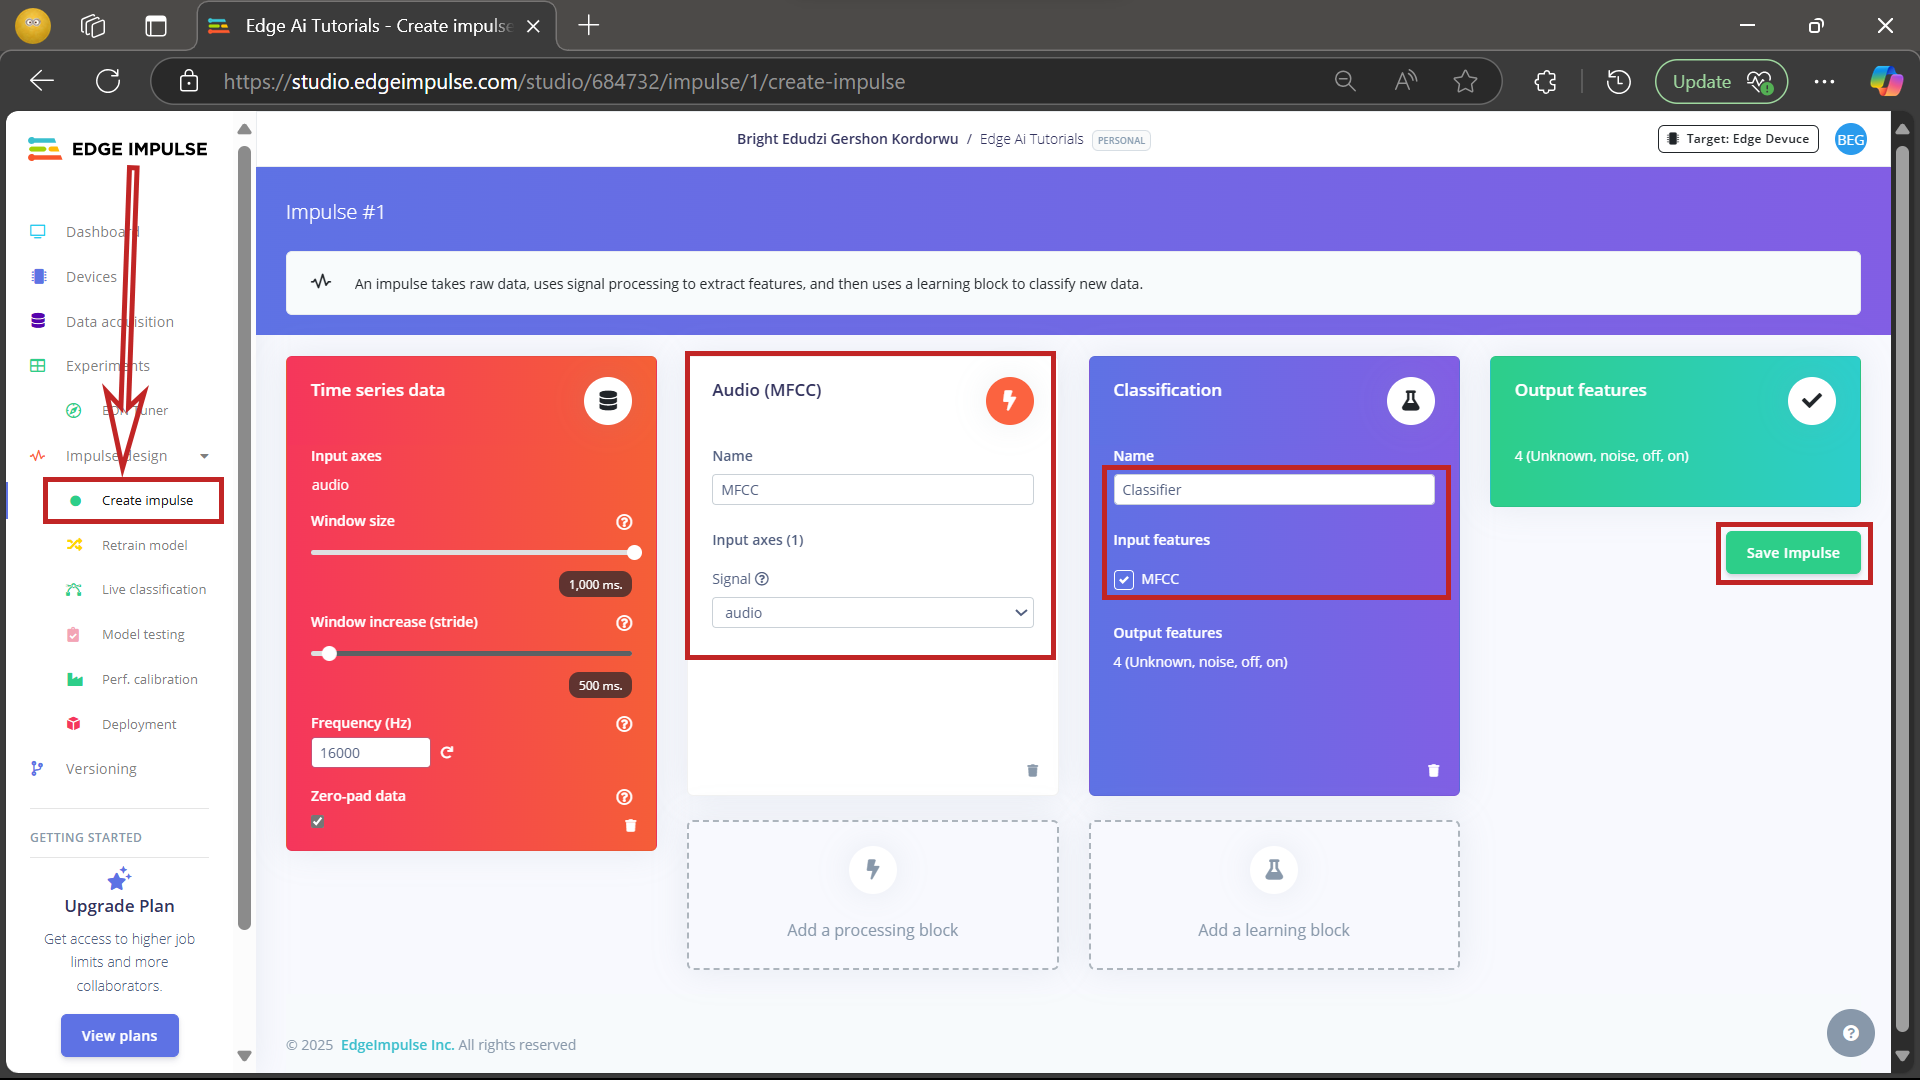 Edge Ai Tutorials - Create impulse
https://studio.edgeimpulse.com/studio/684732/impulse/1/create-impulse
Update
EDGE IMPULSE
Dashboard
Devices
Data acquisition
Experiments
EON Tuner
Impulse design
Create impulse
Retrain model
Live classification
Model testing
Perf. calibration
Deployment
Versioning
GETTING STARTED
Upgrade Plan
Get access to higher job
limits and more
collaborators.
View plans
Bright Edudzi Gershon Kordorwu / Edge Ai Tutorials PERSONAL
Target: Edge Devuce
BEG
Impulse #1
An impulse takes raw data, uses signal processing to extract features, and then uses a learning block to classify new data.
Time series data
Input axes
audio
Window size
1,000 ms.
Window increase (stride)
500 ms.
Frequency (Hz)
16000
Zero-pad data
Audio (MFCC)
Name
MFCC
Input axes (1)
Signal
audio
Classification
Name
Classifier
Input features
MFCC
Output features
4 (Unknown, noise, off, on)
Output features
4 (Unknown, noise, off, on)
Save Impulse
Add a processing block
Add a learning block
© 2025 EdgeImpulse Inc. All rights reserved